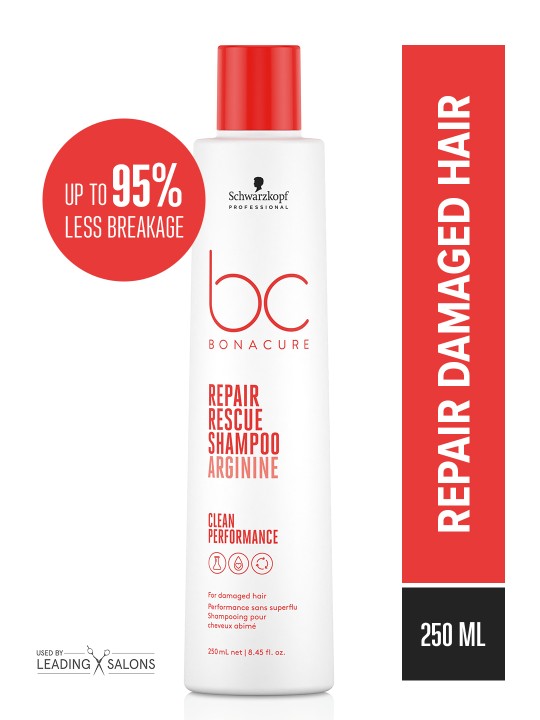 UP TO 95%
LESS BREAKAGE
Schwarzkopf
PROFESSIONAL
bc
BONACURE
REPAIR
RESCUE
SHAMPOO
ARGININE
CLEAN
PERFORMANCE
For damaged hair
Performance sans superflu
Shampooing pour
cheveux abimé
250mL net | 8.45 fl. oz.
REPAIR DAMAGED HAIR
250 ML
USED BY
LEADING SALONS